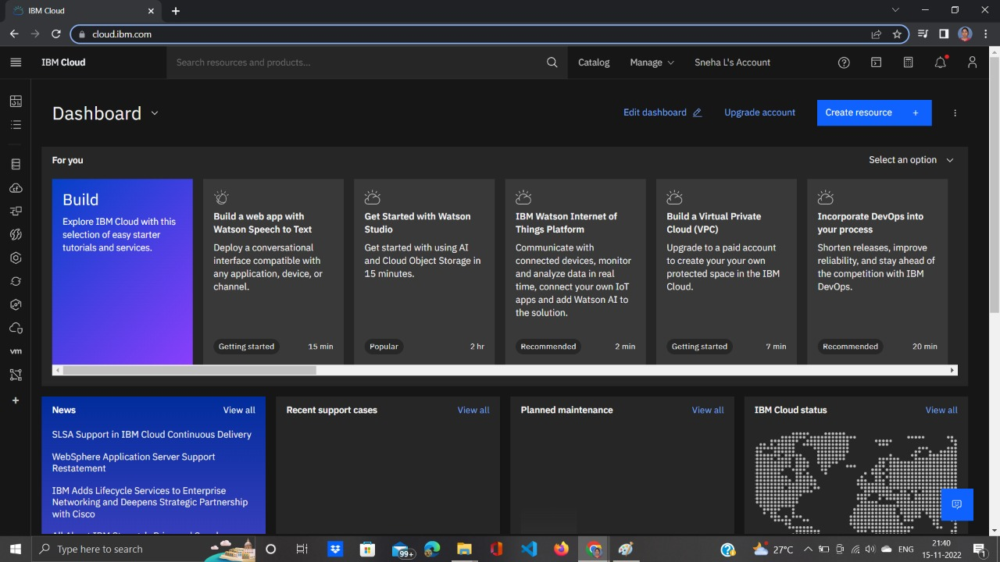 IBM Cloud
cloud.ibm.com
IBM Cloud
Search resources and products...
Catalog
Manage
Sneha L's Account
Dashboard
Edit dashboard
Upgrade account
Create resource +
For you
Select an option
Build
Explore IBM Cloud with this
selection of easy starter
tutorials and services.
Build a web app with
Watson Speech to Text
Deploy a conversational
interface compatible with
any application, device, or
channel.
Getting started 15 min
Get Started with Watson
Studio
Get started with using AI
and Cloud Object Storage in
15 minutes.
Popular 2 hr
IBM Watson Internet of
Things Platform
Communicate with
connected devices, monitor
and analyze data in real
time, connect your own IoT
apps and add Watson AI to
the solution.
Recommended 2 min
Build a Virtual Private
Cloud (VPC)
Upgrade to a paid account
to create your your own
protected space in the IBM
Cloud.
Getting started 7 min
Incorporate DevOps into
your process
Shorten releases, improve
reliability, and stay ahead of
the competition with IBM
DevOps.
Recommended 20 min
vm
News View all
SLSA Support in IBM Cloud Continuous Delivery
WebSphere Application Server Support
Restatement
IBM Adds Lifecycle Services to Enterprise
Networking and Deepens Strategic Partnership
with Cisco
Recent support cases View all
Planned maintenance View all
IBM Cloud status View all
Type here to search
99+
27°C
ENG
21:40
15-11-2022
1